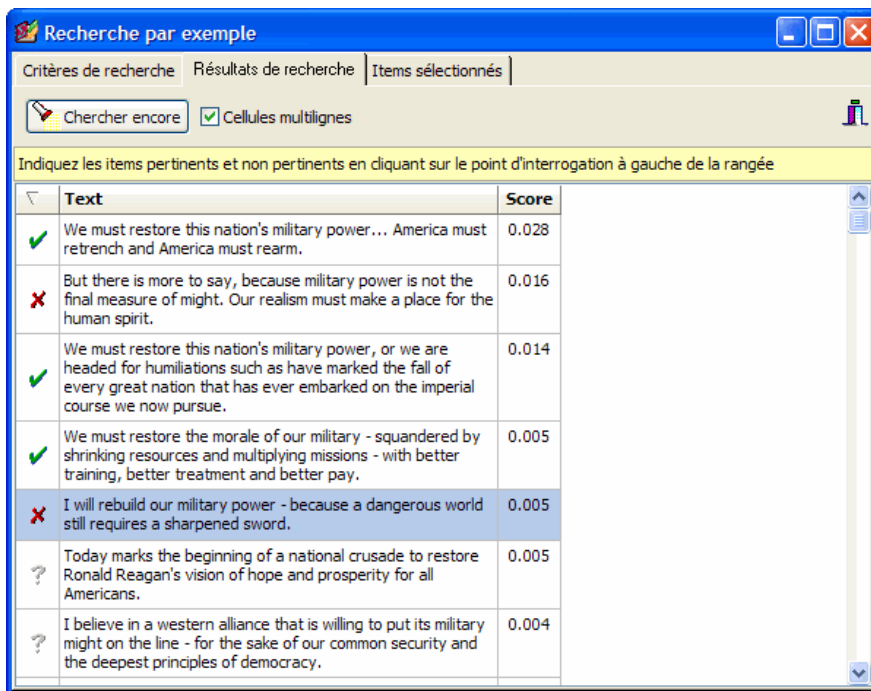 Recherche par exemple
Critères de recherche Résultats de recherche Items sélectionnés
Chercher encore Cellules multilignes
Indiquez les items pertinents et non pertinents en cliquant sur le point d'interrogation à gauche de la rangée
Text Score
We must restore this nation's military power... America must 0.028
retrench and America must rearm.
But there is more to say, because military power is not the 0.016
final measure of might. Our realism must make a place for the
human spirit.
We must restore this nation's military power, or we are 0.014
headed for humiliations such as have marked the fall of
every great nation that has ever embarked on the imperial
course we now pursue.
We must restore the morale of our military - squandered by 0.005
shrinking resources and multiplying missions - with better
training, better treatment and better pay.
I will rebuild our military power - because a dangerous world 0.005
still requires a sharpened sword.
? Today marks the beginning of a national crusade to restore 0.005
Ronald Reagan's vision of hope and prosperity for all
Americans.
? I believe in a western alliance that is willing to put its military 0.004
might on the line - for the sake of our common security and
the deepest principles of democracy.